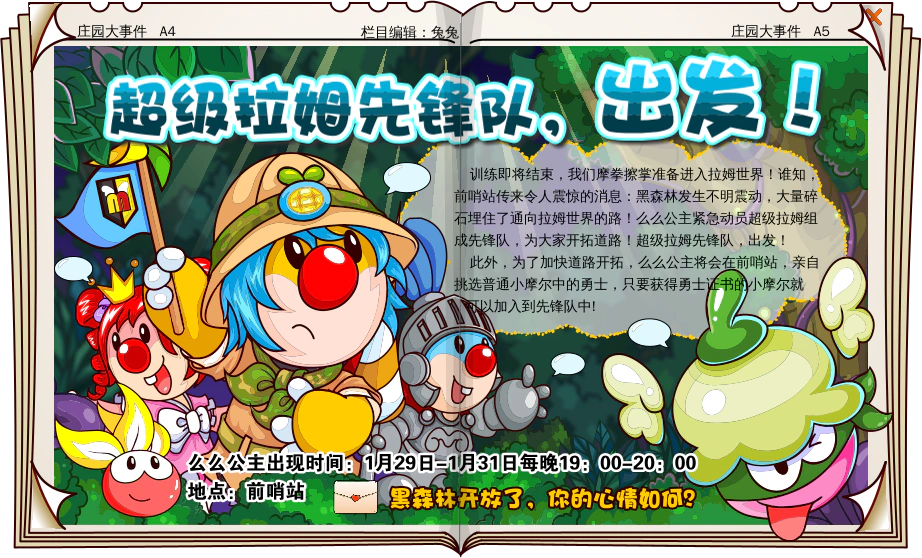 庄园大事件 A4
栏目编辑：兔兔
庄园大事件 A5
超级拉姆先锋队，出发！
训练即将结束，我们摩拳擦掌准备进入拉姆世界！谁知，
前哨站传来令人震惊的消息：黑森林发生不明震动，大量碎
石埋住了通向拉姆世界的路！么么公主紧急动员超级拉姆组
成先锋队，为大家开拓道路！超级拉姆先锋队，出发！
此外，为了加快道路开拓，么么公主将会在前哨站，亲自
挑选普通小摩尔中的勇士，只要获得勇士证书的小摩尔就
可以加入到先锋队中!
么么公主出现时间：1月29日-1月31日每晚19：00-20：00
地点：前哨站
黑森林开放了，你的心情如何?